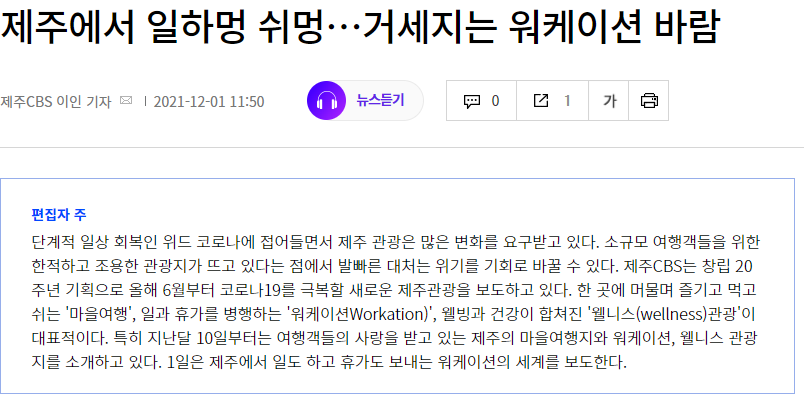 제주에서 일하멍 쉬멍…거세지는 워케이션 바람
제주CBS 이인 기자 2021-12-01 11:50 뉴스듣기 0 1 가
편집자 주
단계적 일상 회복인 위드 코로나에 접어들면서 제주 관광은 많은 변화를 요구받고 있다. 소규모 여행객들을 위한
한적하고 조용한 관광지가 뜨고 있다는 점에서 발빠른 대처는 위기를 기회로 바꿀 수 있다. 제주CBS는 창립 20
주년 기획으로 올해 6월부터 코로나19를 극복할 새로운 제주관광을 보도하고 있다. 한 곳에 머물며 즐기고 먹고
쉬는 '마을여행', 일과 휴가를 병행하는 '워케이션Workation)', 웰빙과 건강이 합쳐진 '웰니스(wellness)관광'이
대표적이다. 특히 지난달 10일부터는 여행객들의 사랑을 받고 있는 제주의 마을여행지와 워케이션, 웰니스 관광
지를 소개하고 있다. 1일은 제주에서 일도 하고 휴가도 보내는 워케이션의 세계를 보도한다.